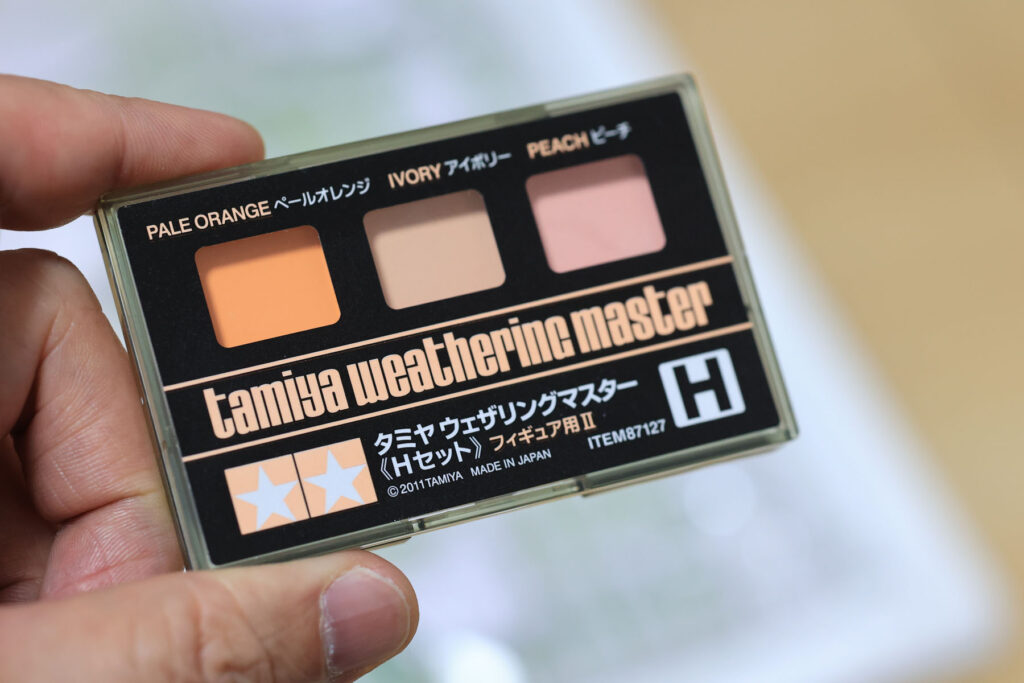 PALE ORANGE ペールオレンジ
IVORY アイボリー
PEACH ピーチ
tamiya weathering master
タミヤ ウェザリングマスター
《Hセット》 フィギュア用Ⅱ
©2011TAMIYA MADE IN JAPAN
ITEM87127
H